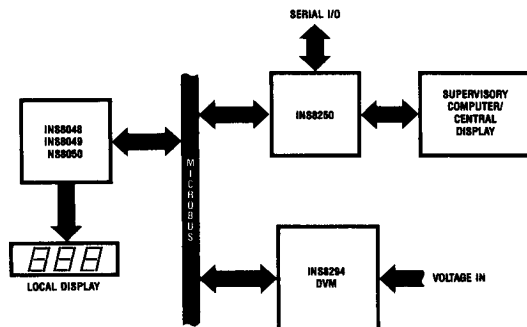 SERIAL I/O
INS8048
INS8049
NS8050
MICROBUS
INS8250
SUPERVISORY
COMPUTER/
CENTRAL
DISPLAY
888
LOCAL DISPLAY
INS8294
DVM
VOLTAGE IN